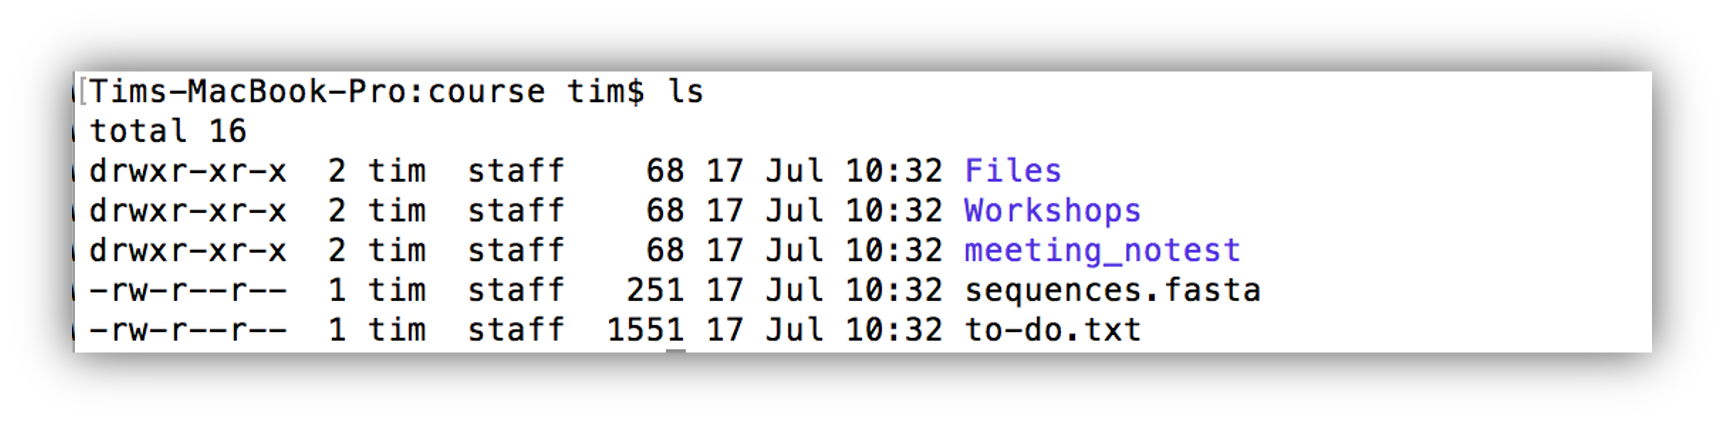 [Tims-MacBook-Pro:course tim$ ls
total 16
drwxr-xr-x  2 tim  staff    68 17 Jul 10:32 Files
drwxr-xr-x  2 tim  staff    68 17 Jul 10:32 Workshops
drwxr-xr-x  2 tim  staff    68 17 Jul 10:32 meeting_notest
-rw-r--r--  1 tim  staff   251 17 Jul 10:32 sequences.fasta
-rw-r--r--  1 tim  staff  1551 17 Jul 10:32 to-do.txt